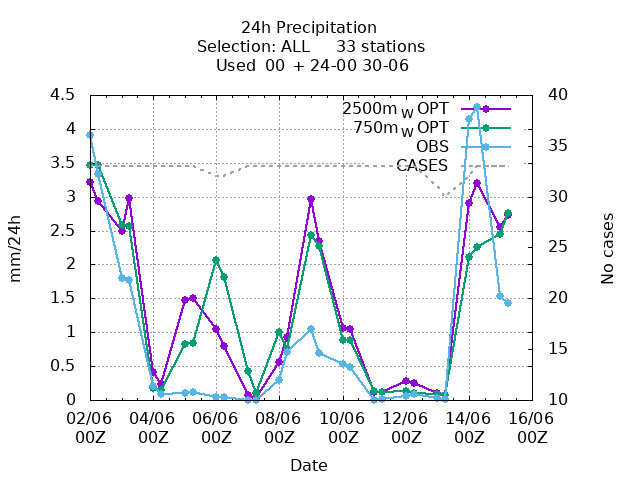 24h Precipitation
Selection: ALL 33 stations
Used 00 + 24-00 30-06
2500m W OPT
750m W OPT
OBS
CASES
4.5
4
3.5
3
2.5
2
1.5
1
0.5
0
mm/24h
40
35
30
25
20
15
10
No cases
02/06 04/06 06/06 08/06 10/06 12/06 14/06 16/06
00Z 00Z 00Z 00Z 00Z 00Z 00Z 00Z
Date